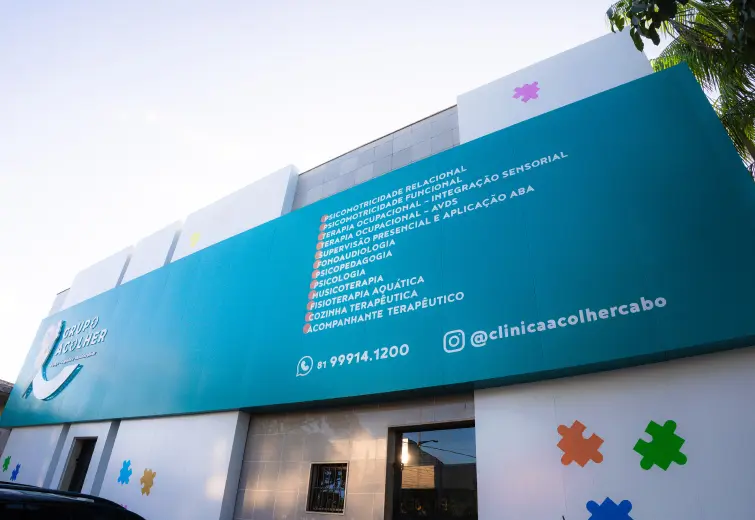 GRUPO
ACOLHER
PSICOMOTRICIDADE RELACIONAL
PSICOMOTRICIDADE FUNCIONAL
TERAPIA OCUPACIONAL - INTEGRAÇÃO SENSORIAL
TERAPIA OCUPACIONAL - AVDS
SUPERVISÃO PRESENCIAL E APLICAÇÃO ABA
FONOAUDIOLOGIA
PSICOPEDAGOGIA
PSICOLOGIA
MUSICOTERAPIA
FISIOTERAPIA AQUÁTICA
COZINHA TERAPÊUTICA
ACOMPANHANTE TERAPÊUTICO
81 99914.1200
@clinicaacolhercabo